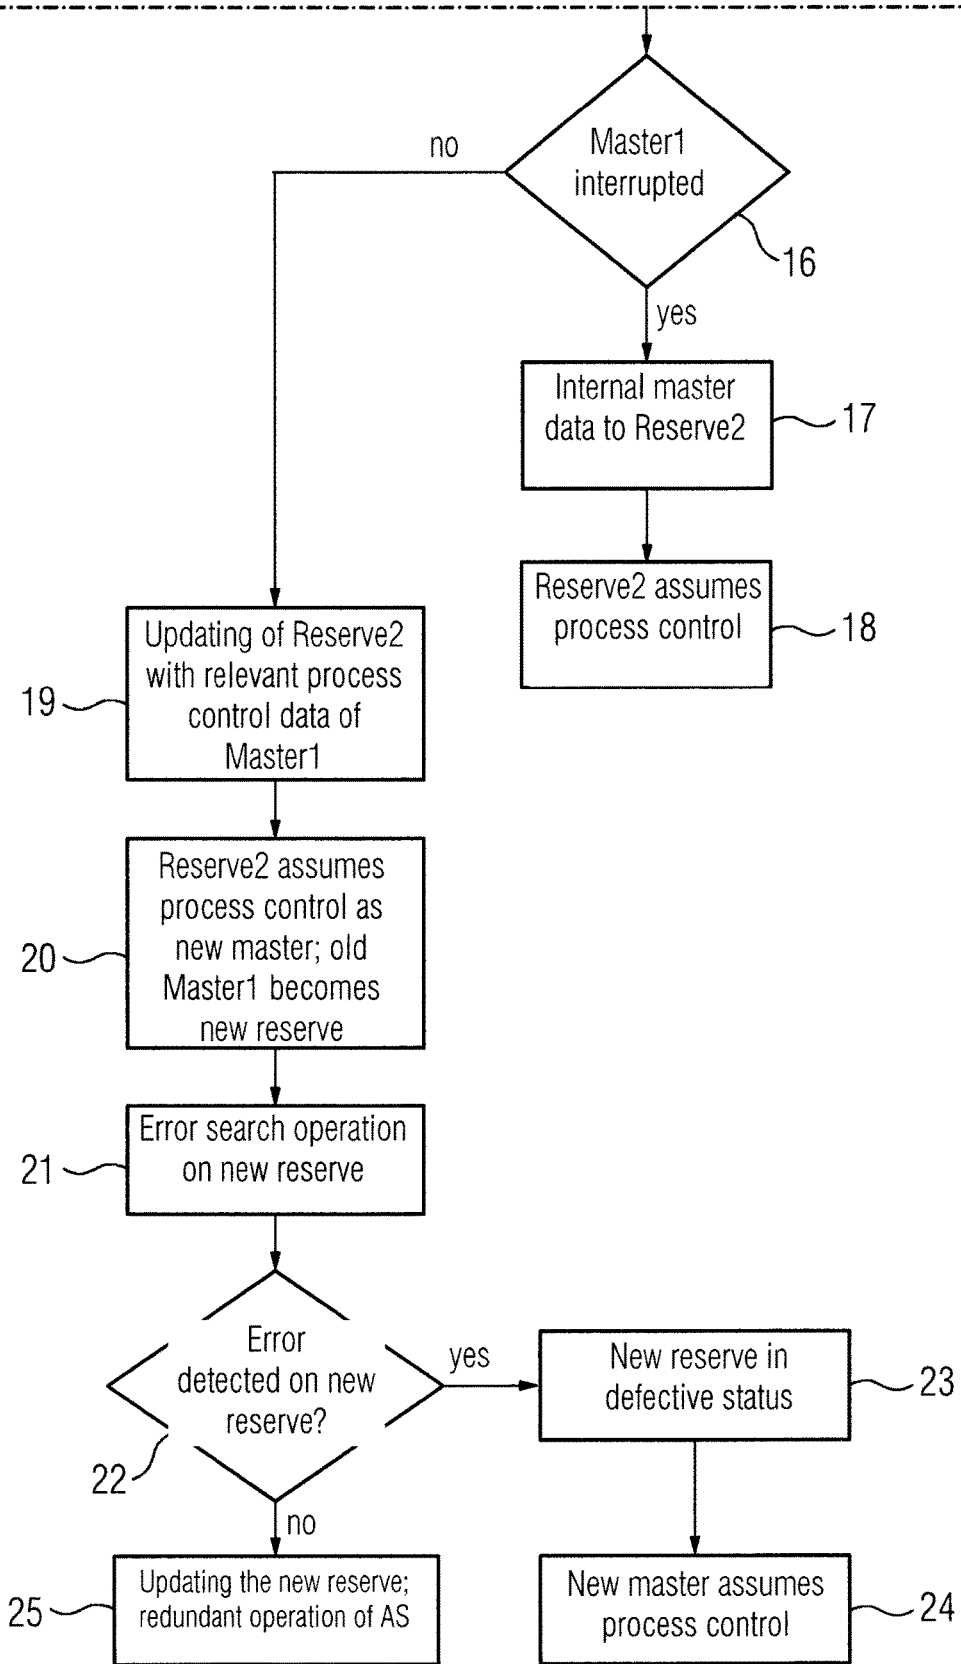 Master1
interrupted
no
16
yes
Internal master
data to Reserve2
17
Reserve2 assumes
process control
18
Updating of Reserve2
with relevant process
control data of
Master1
19
Reserve2 assumes
process control as
new master; old
Master1 becomes
new reserve
20
Error search operation
on new reserve
21
Error
detected on new
reserve?
22
yes
New reserve in
defective status
23
no
Updating the new reserve;
redundant operation of AS
25
New master assumes
process control
24